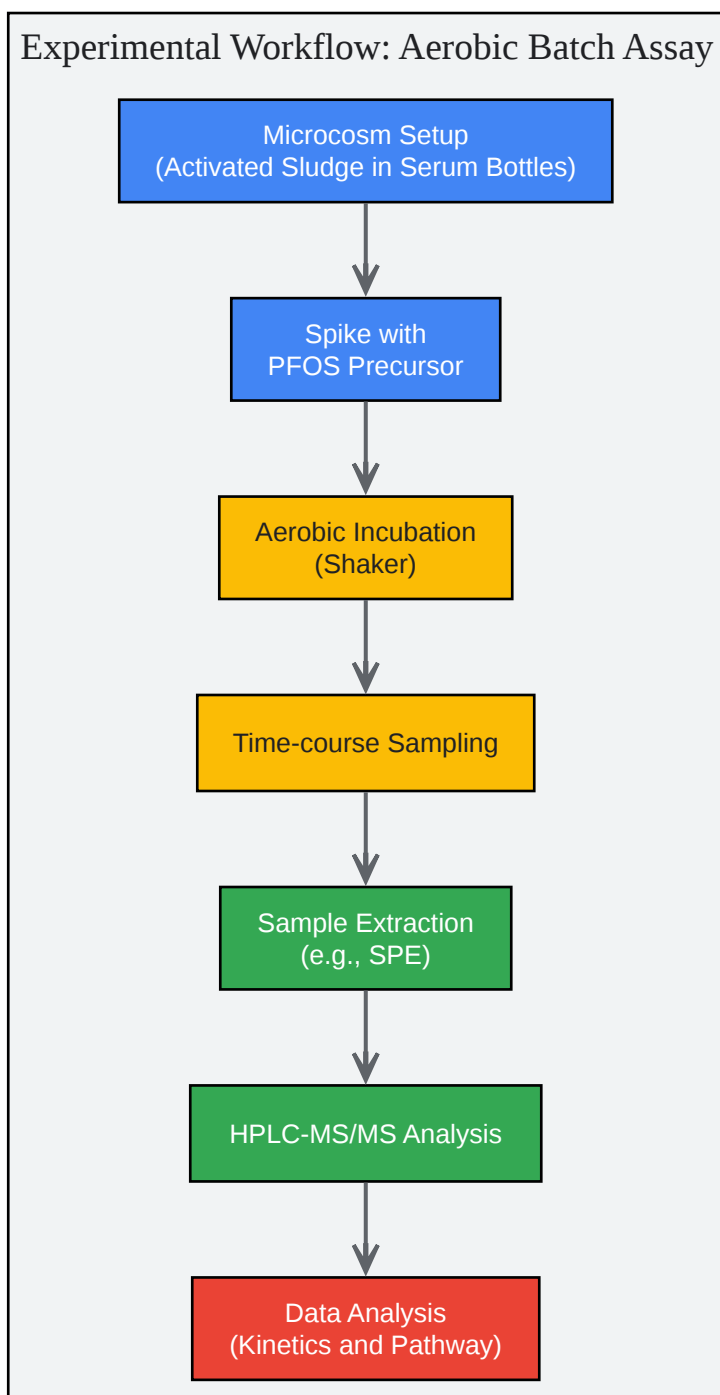 Experimental Workflow: Aerobic Batch Assay
Microcosm Setup
(Activated Sludge in Serum Bottles)
Spike with
PFOS Precursor
Aerobic Incubation
(Shaker)
Time-course Sampling
Sample Extraction
(e.g., SPE)
HPLC-MS/MS Analysis
Data Analysis
(Kinetics and Pathway)